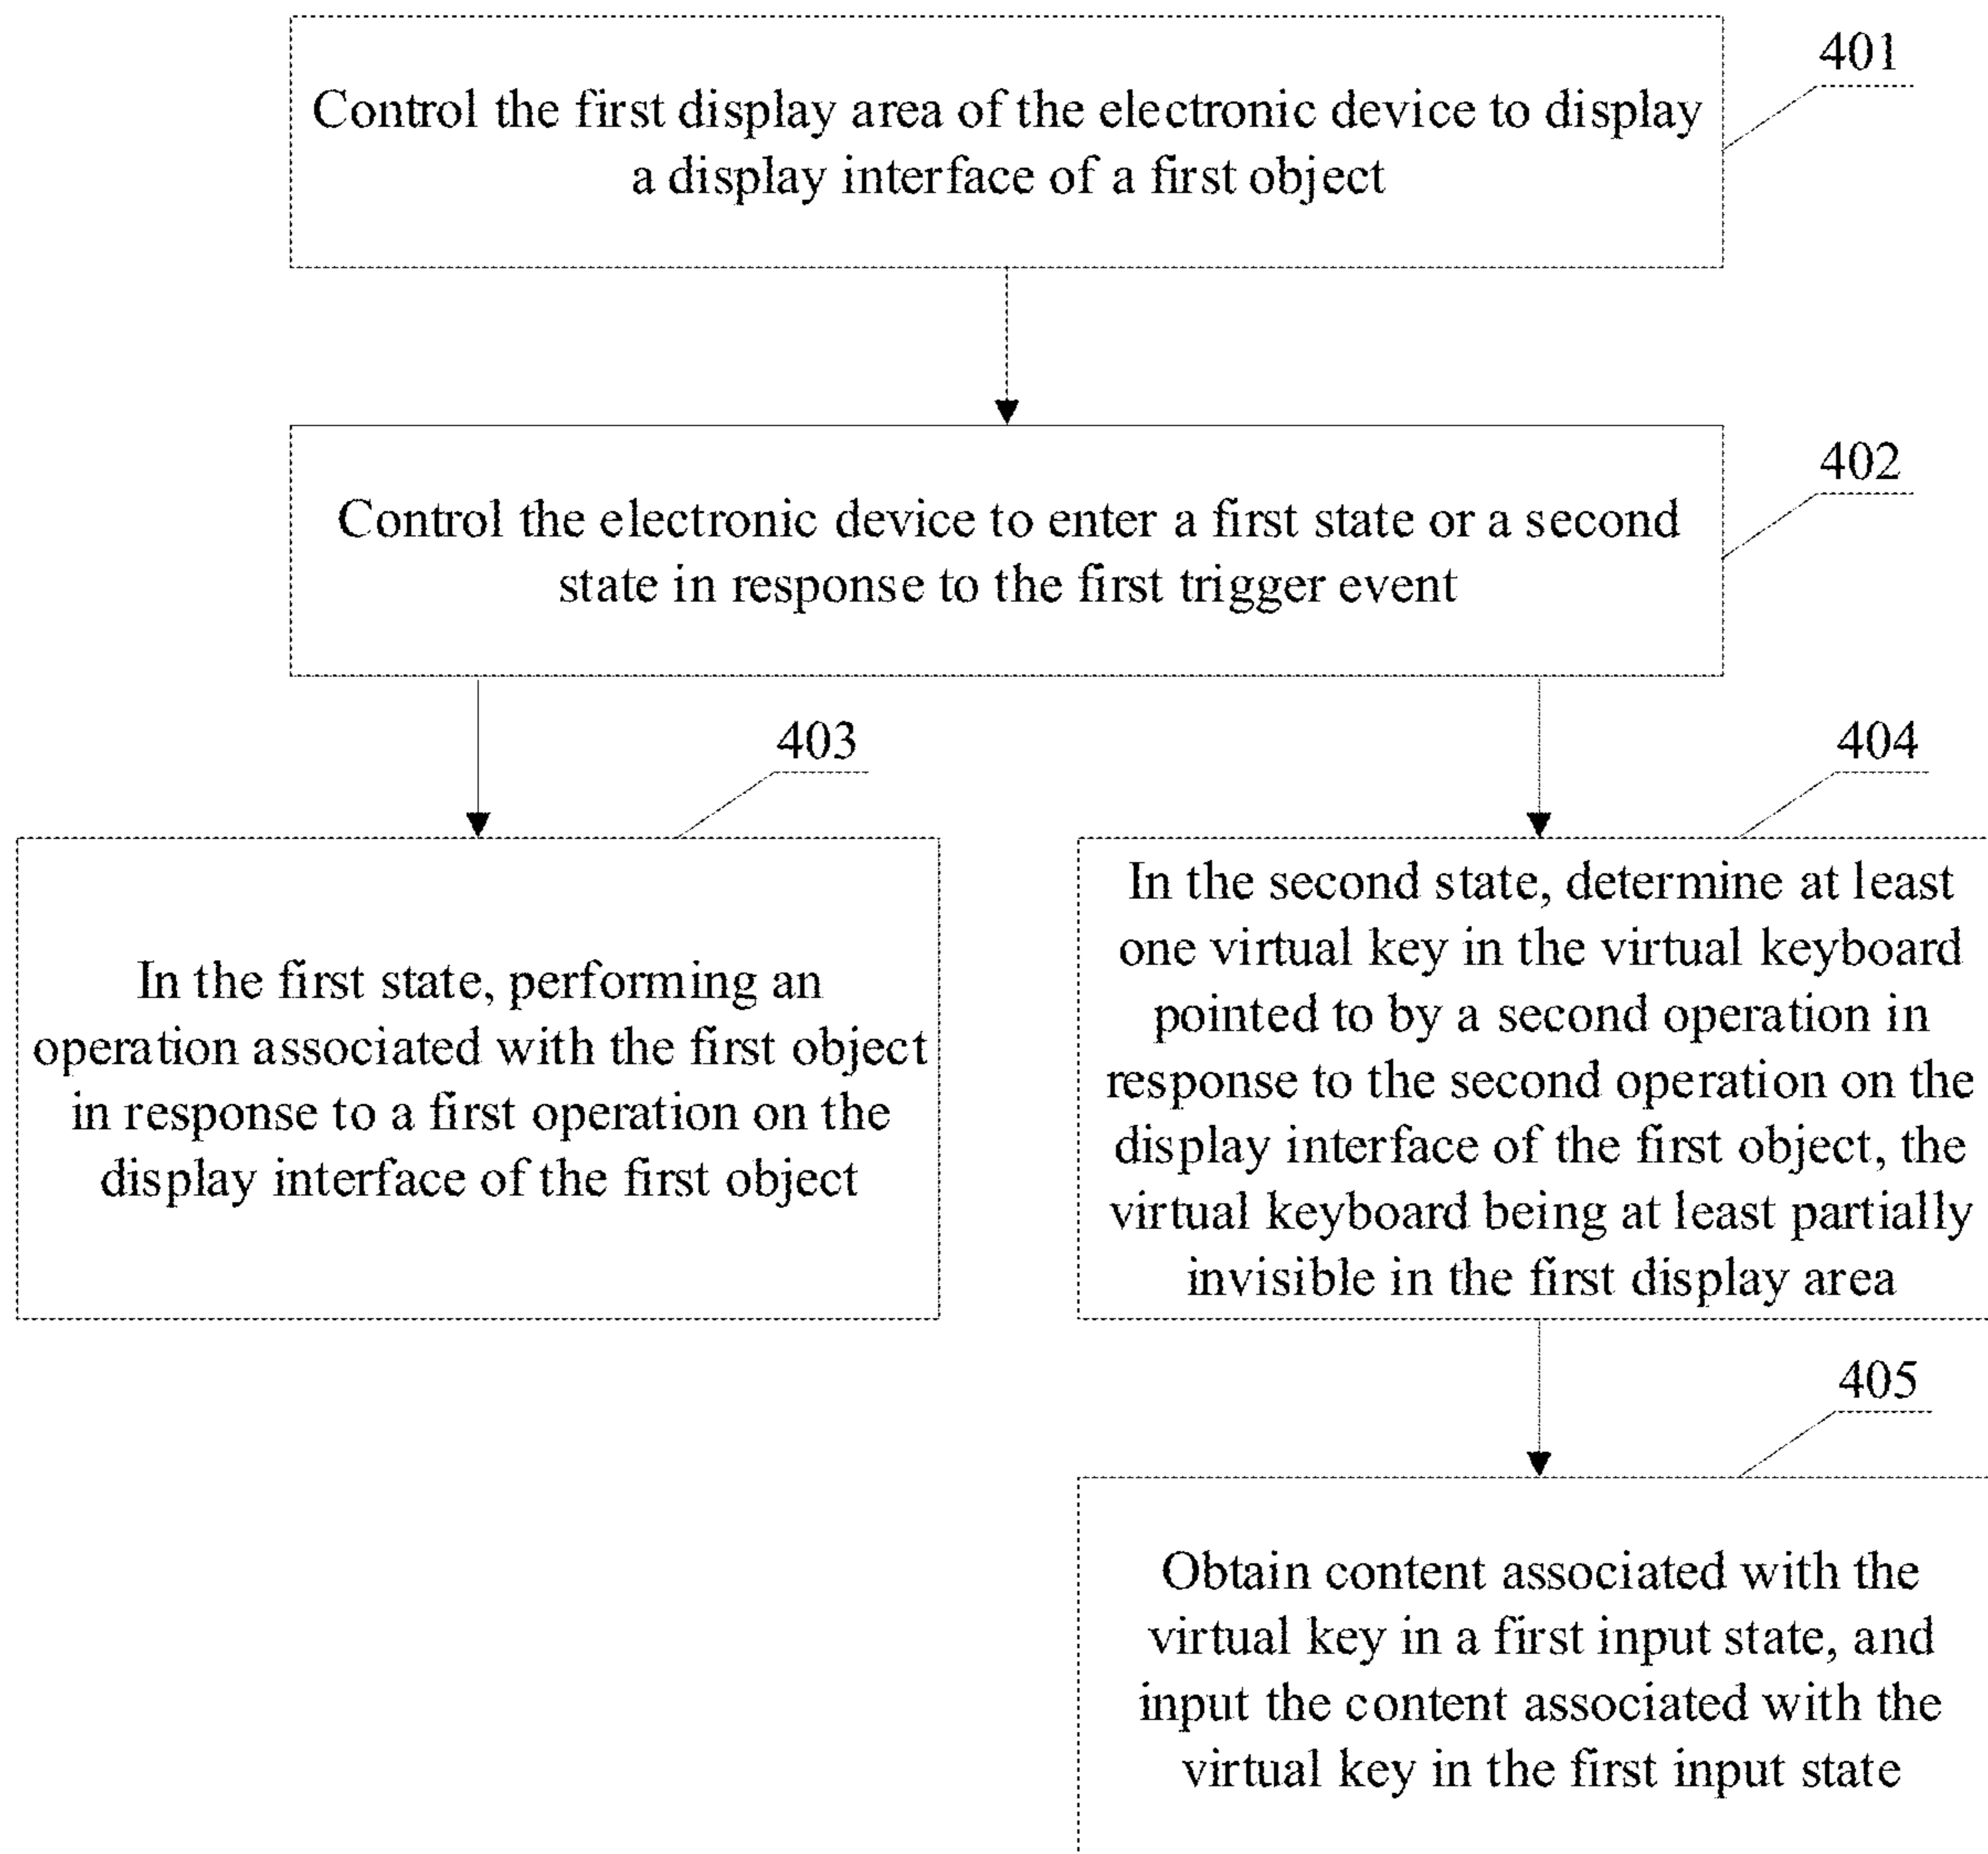 401
Control the first display area of the electronic device to display
a display interface of a first object
402
Control the electronic device to enter a first state or a second
state in response to the first trigger event
403
In the first state, performing an
operation associated with the first object
in response to a first operation on the
display interface of the first object
404
In the second state, determine at least
one virtual key in the virtual keyboard
pointed to by a second operation in
response to the second operation on the
display interface of the first object, the
virtual keyboard being at least partially
invisible in the first display area
405
Obtain content associated with the
virtual key in a first input state, and
input the content associated with the
virtual key in the first input state